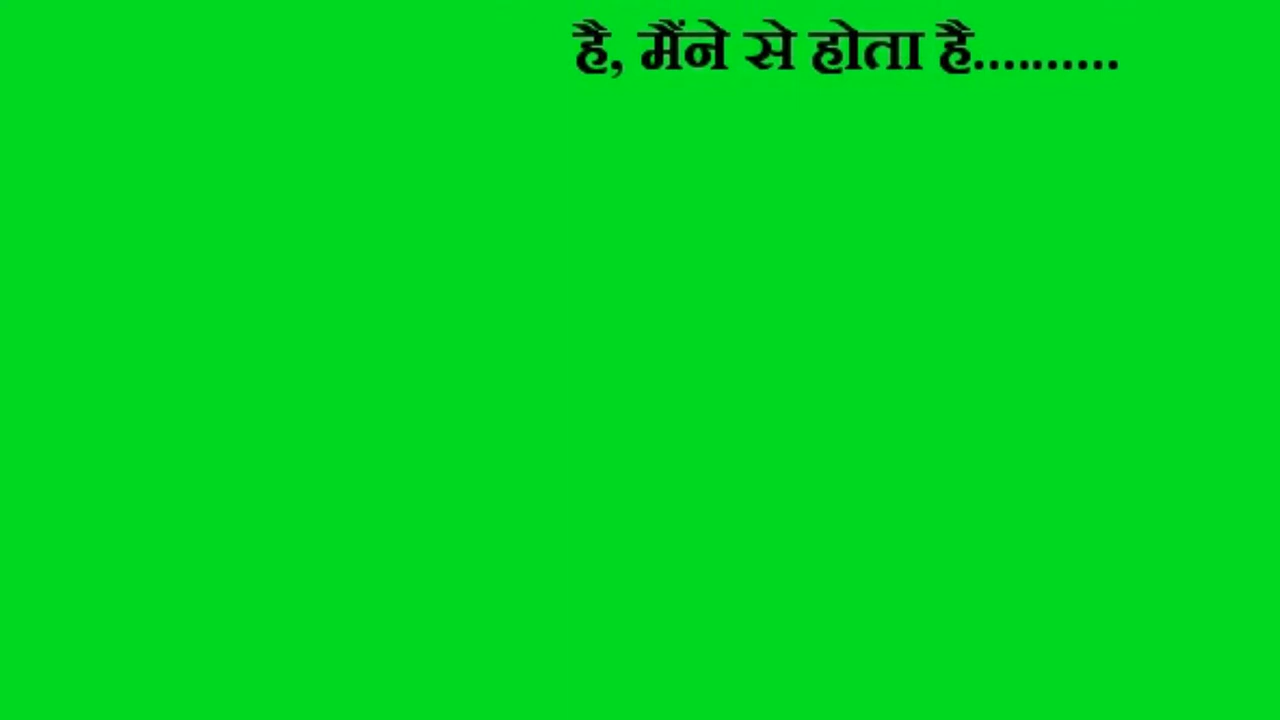 है, मैंने से होता है..........